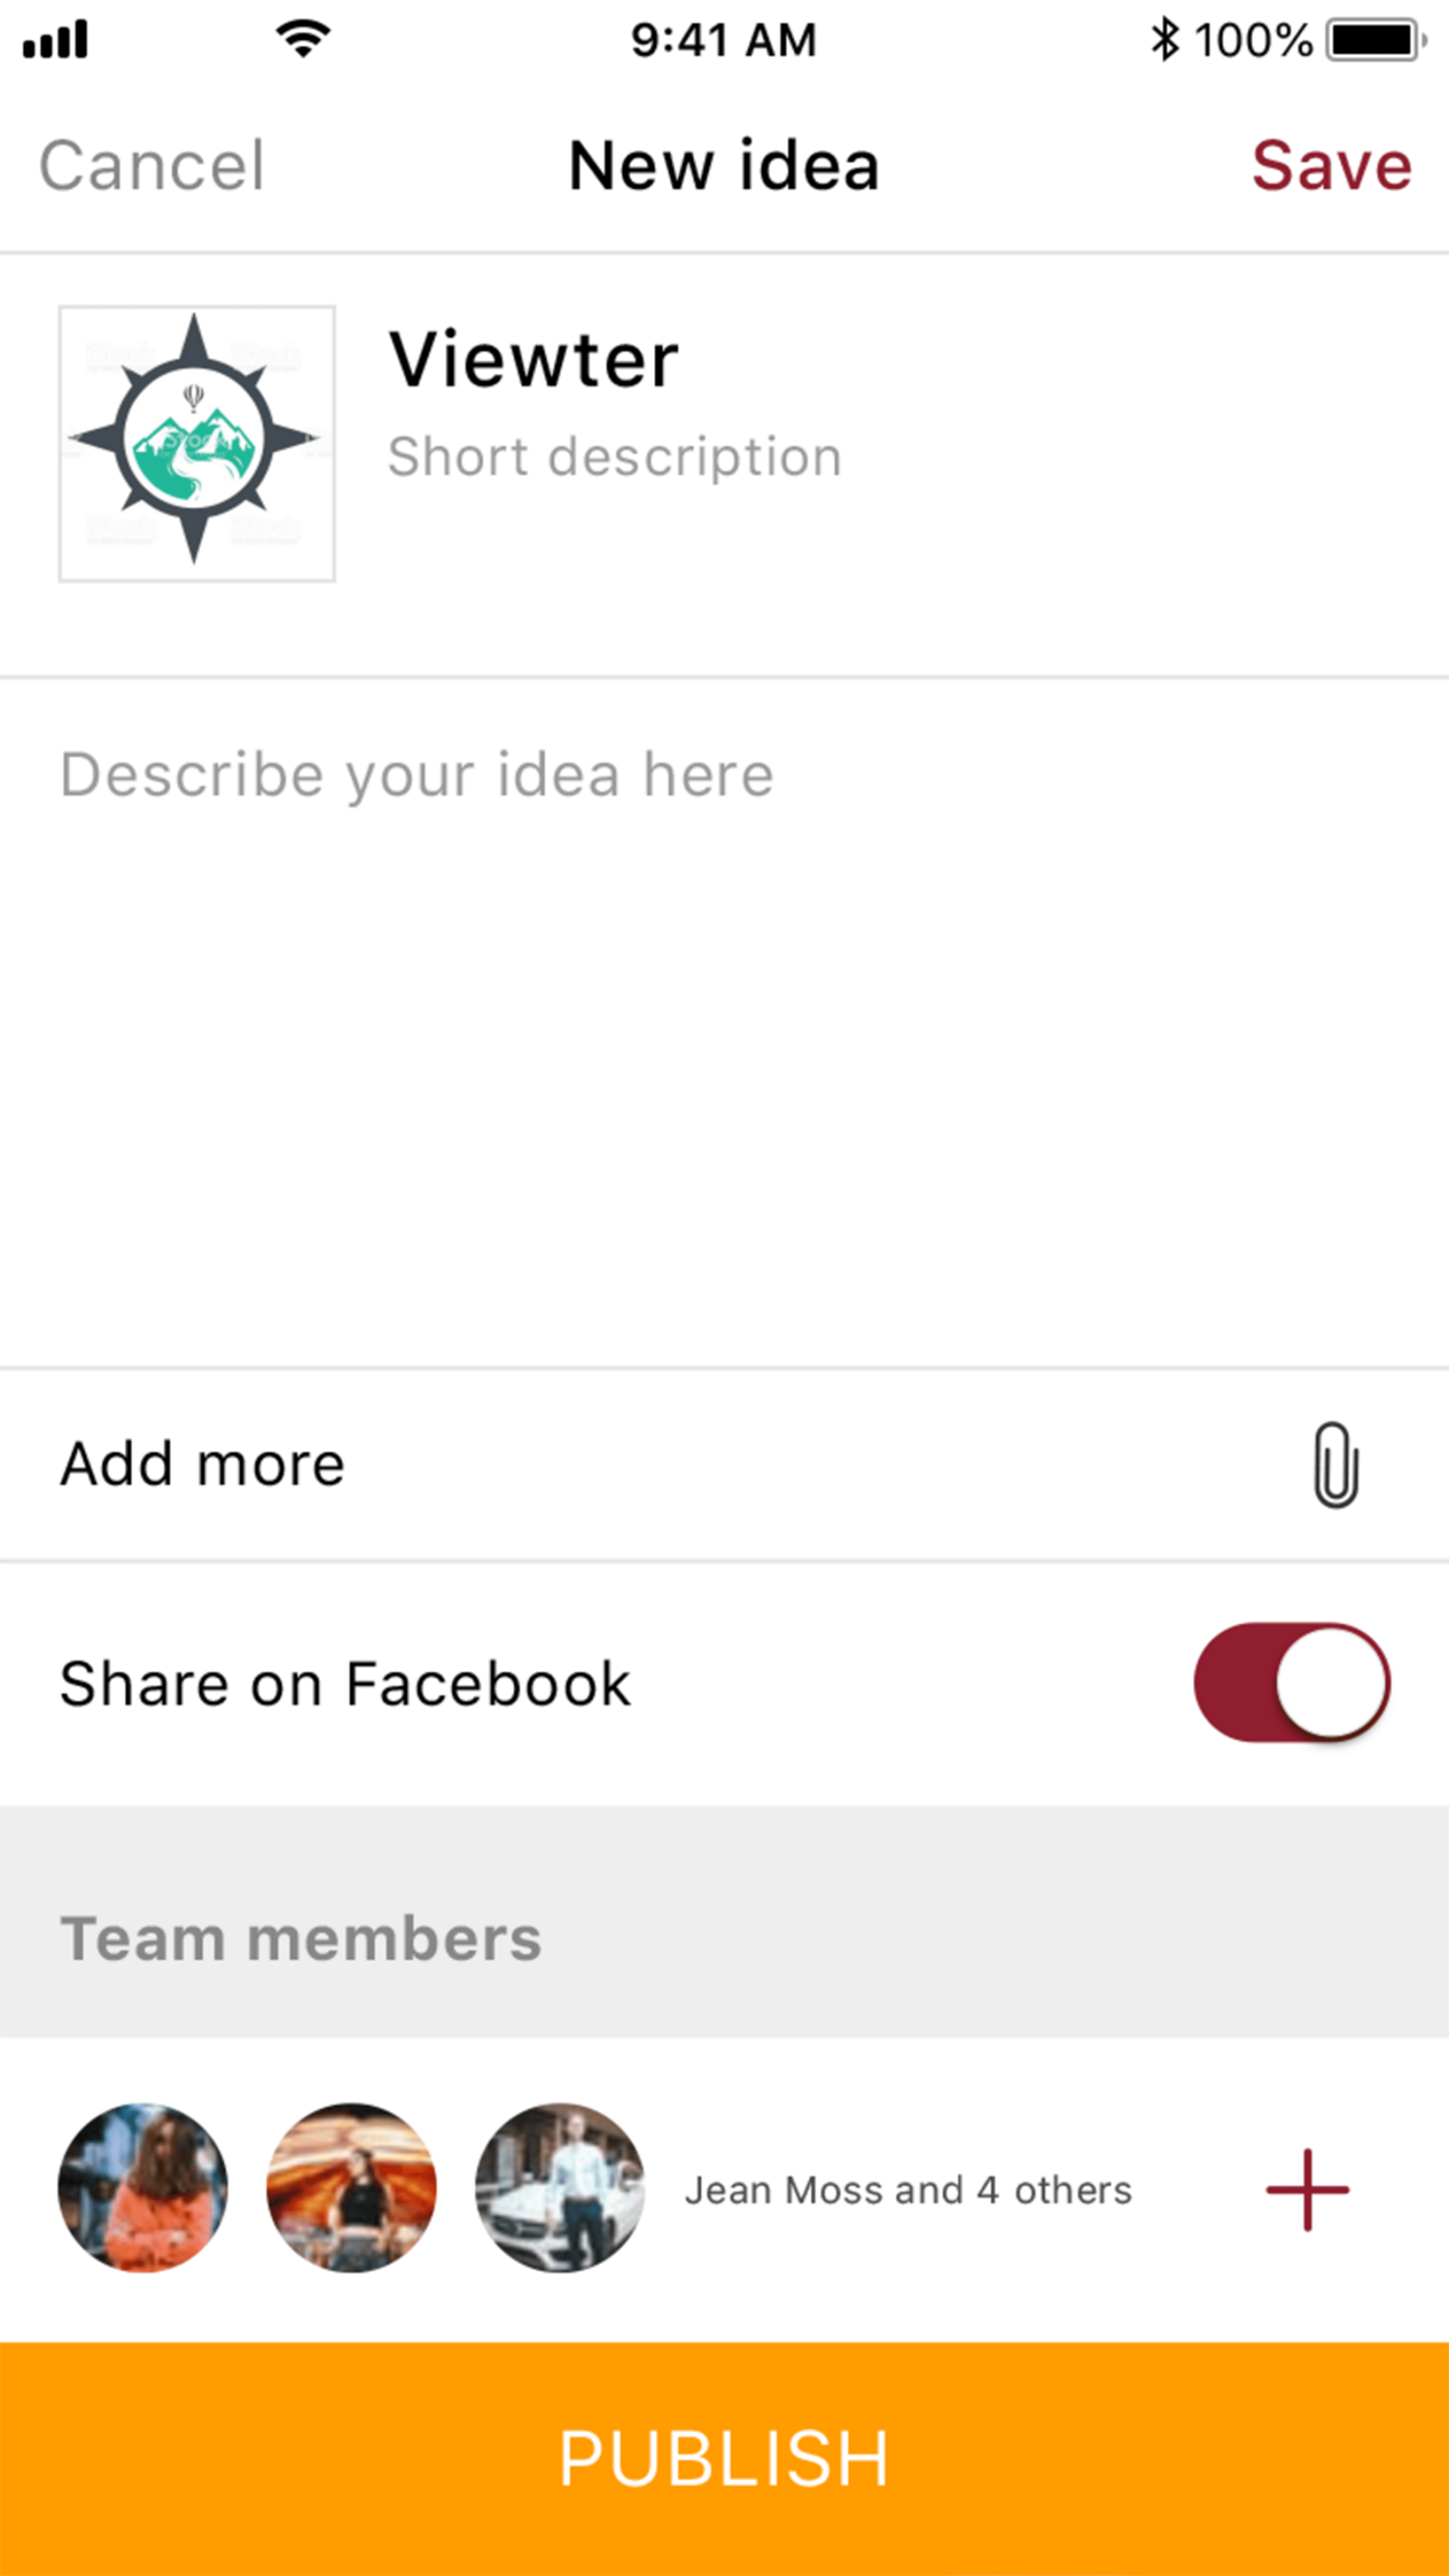 9:41 AM
100%
Cancel
New idea
Save
Viewter
Short description
iStock
Describe your idea here
Add more
Share on Facebook
Team members
Jean Moss and 4 others
PUBLISH